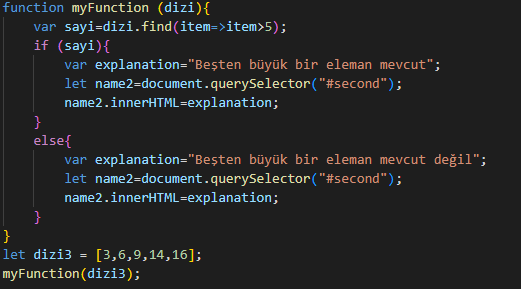 function myFunction (dizi){
var sayi=dizi.find(item=>item>5);
if (sayi){
var explanation="Beşten büyük bir eleman mevcut";
let name2=document.querySelector("#second");
name2.innerHTML=explanation;
}
else{
var explanation="Beşten büyük bir eleman mevcut değil";
let name2=document.querySelector("#second");
name2.innerHTML=explanation;
}
}
let dizi3 = [3,6,9,14,16];
myFunction(dizi3);